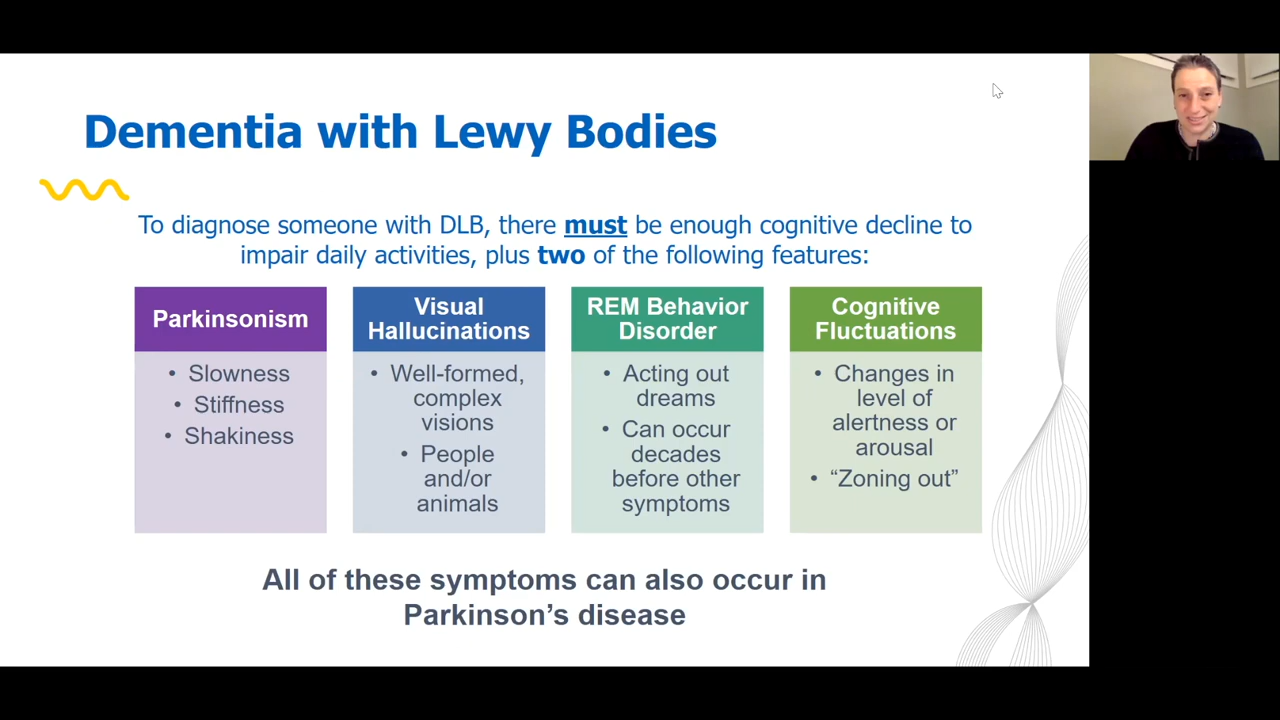 Dementia with Lewy Bodies
To diagnose someone with DLB, there must be enough cognitive decline to
impair daily activities, plus two of the following features:
Parkinsonism
• Slowness
• Stiffness
• Shakiness
Visual
Hallucinations
• Well-formed,
complex
visions
• People
and/or
animals
REM Behavior
Disorder
• Acting out
dreams
• Can occur
decades
before other
symptoms
Cognitive
Fluctuations
• Changes in
level of
alertness or
arousal
• “Zoning out”
All of these symptoms can also occur in
Parkinson’s disease